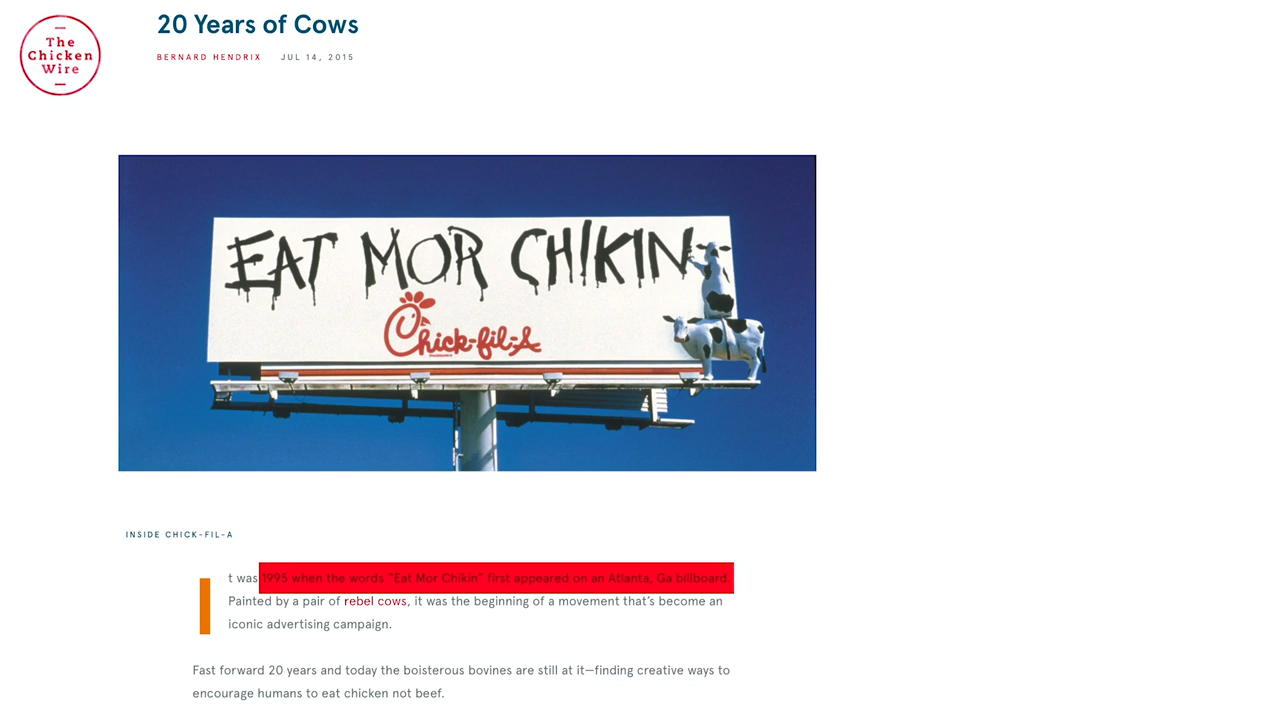 The
Chicken
Wire
20 Years of Cows
BERNARD HENDRIX JUL 14, 2015
EAT MOR CHIKIN
Chick-fil-A
INSIDE CHICK-FIL-A
It was 1995 when the words “Eat Mor Chikin” first appeared on an Atlanta, Ga billboard.
Painted by a pair of rebel cows, it was the beginning of a movement that’s become an
iconic advertising campaign.
Fast forward 20 years and today the boisterous bovines are still at it—finding creative ways to
encourage humans to eat chicken not beef.